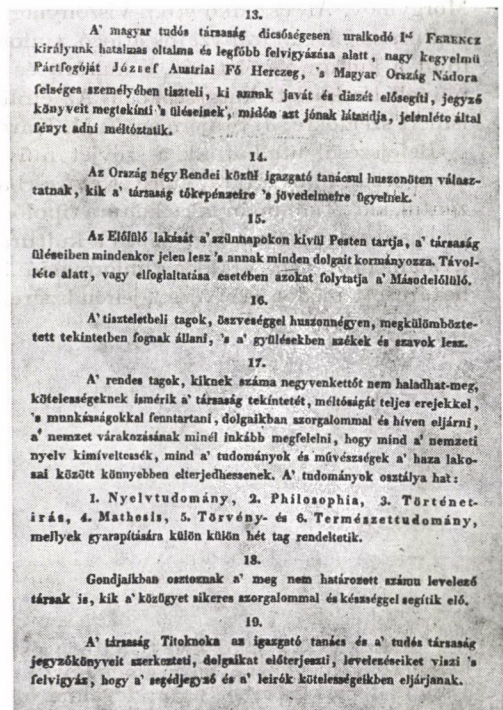 13.
A' magyar tudós társaság dicsőségesen uralkodó Iső FERENCZ
királyunk hatalmas oltalma és legfőbb felvigyázása alatt, nagy kegyelmű
Pártfogóját József Austriai Fő Herczeg, 's Magyar Ország Nádora
felséges személyében tiszteli, ki annak javát és díszét elősegíti, jegyző
könyveit megtekinti 's üléseinek, midőn azt jónak látandja, jelenléte által
fényt adni méltóztatik.
14.
Az Ország négy Rendei közül igazgató tanácsul huszonöten válasz-
tatnak, kik a' társaság tőkepénzeire 's jövedelmeire ügyelnek.
15.
Az Előlülő lakását a' szünnapokon kivül Pesten tartja, a' társaság
üléseiben mindenkor jelen lesz 's annak minden dolgait kormányozza. Távol-
léte alatt, vagy elfoglaltatása esetében azokat folytatja a' Másodelőlülő.
16.
A' tiszteletbeli tagok, öszveséggel huszonnégyen, megkülömbözte-
tett tekintetben fognak állani, 's a' gyülésekben székek és szavok lesz.
17.
A' rendes tagok, kiknek száma negyvenkettőt nem haladhat-meg,
kötelességeknek ismérik a' társaság tekintetét, méltóságát teljes erejekkel,
's munkásságokkal fenntartani, dolgaikban szorgalommal és híven eljárni,
a' nemzet várakozásának minél inkább megfelelni, hogy mind a' nemzeti
nyelv kimíveltessék, mind a' tudományok és művészségek a' haza lako-
sai között könnyebben elterjedhessenek. A' tudományok osztálya hat:
1. Nyelvtudomány, 2. Philosophia, 3. Történet-
irás, 4. Mathesis, 5. Törvény- és 6. Természettudomány,
mellyek gyarapítására külön külön hét tag rendeltetik.
18.
Gondjaikban osztoznak a' meg nem határozott számu levelező
társak is, kik a' közügyet sikeres szorgalommal és készséggel segítik elő.
19.
A' társaság Titoknoka az igazgató tanács és a' tudós társaság
jegyzőkönyveit szerkezteti, dolgaikat előterjeszti, levelezéseiket viszi 's
felvigyáz, hogy a' segédjegyző és a' leirók kötelességeikben eljárjanak.